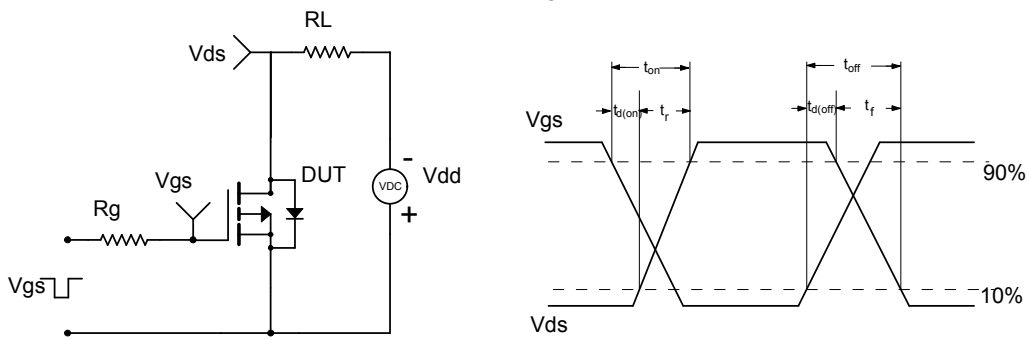 RL
Vds
DUT
Vgs
Rg
VDC
-
Vdd
+
Vgs
ton
toff
td(on)
tr
td(off)
tf
Vgs
90%
10%
Vds